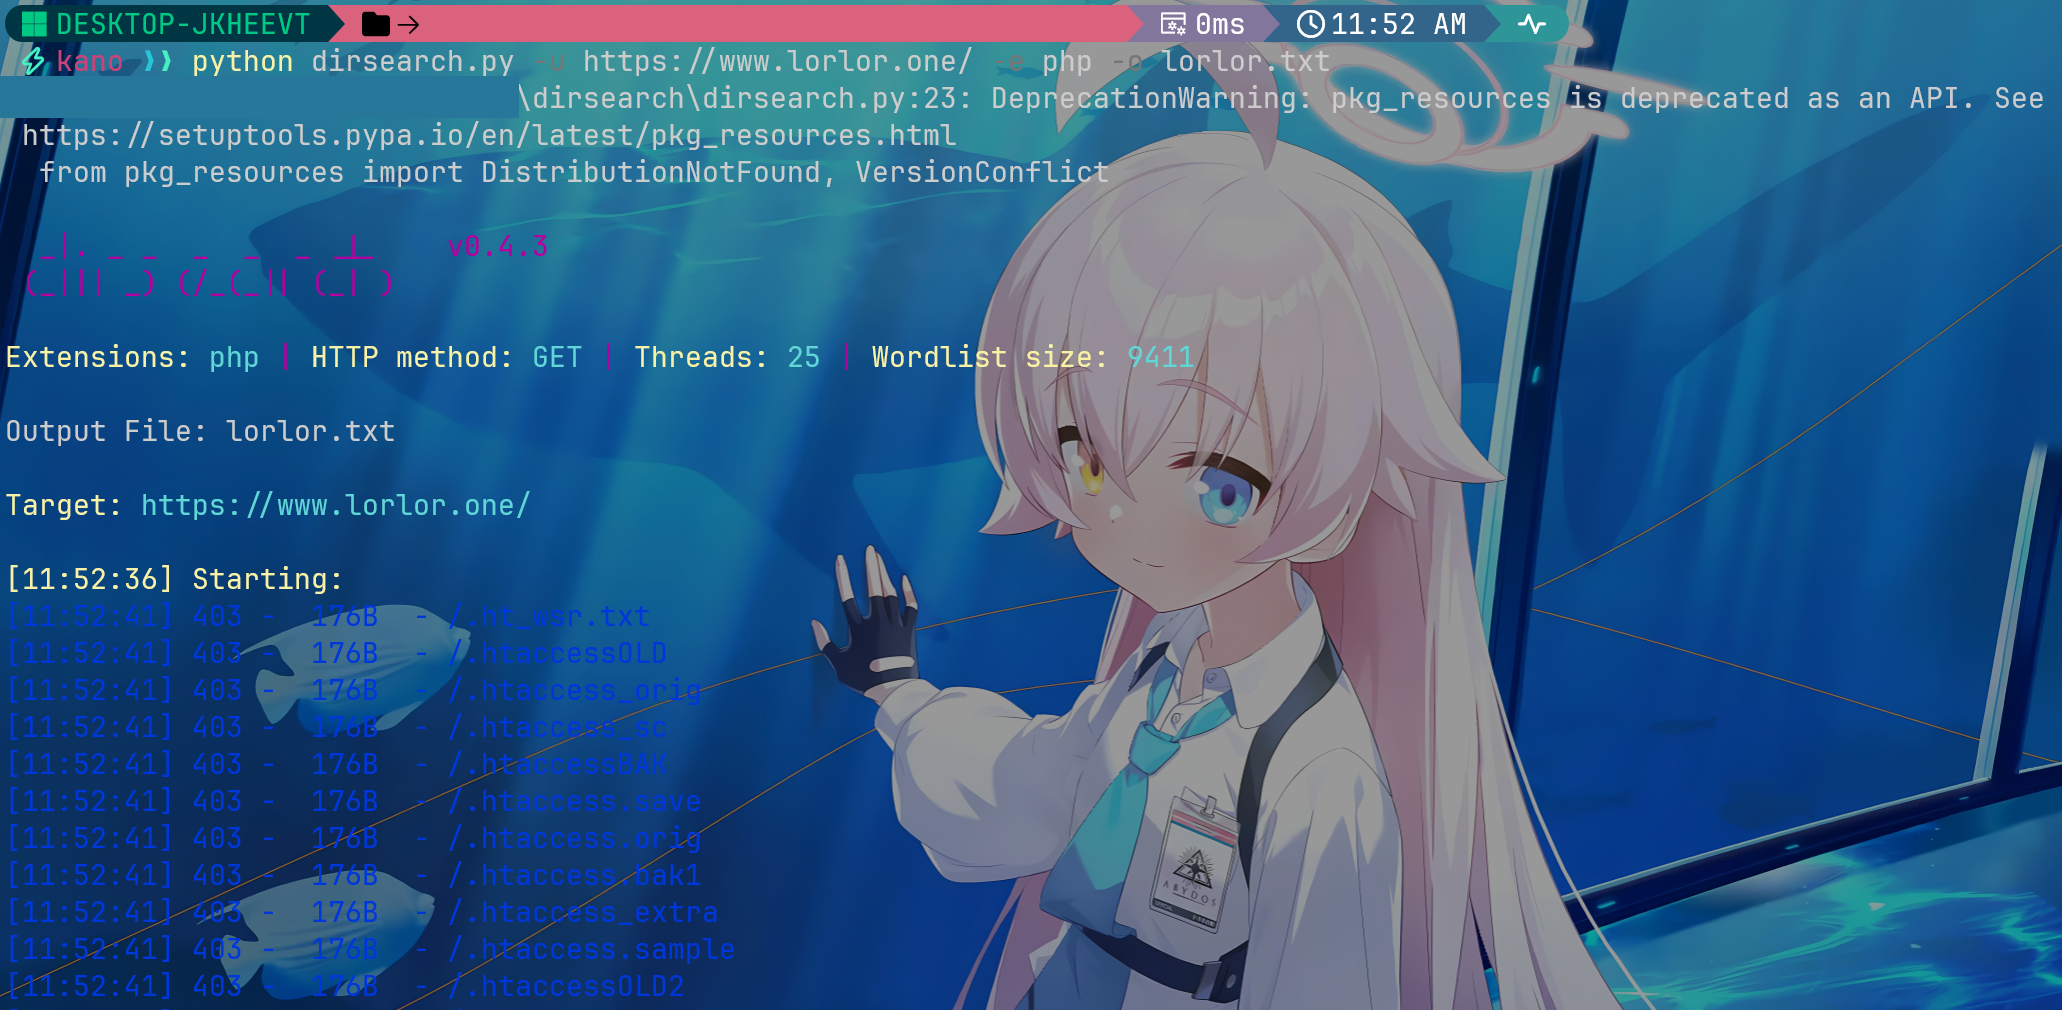 DESKTOP-JKHEEVT → 0ms 11:52 AM
kano ❯❯ python dirsearch.py -u https://www.lorlor.one/ -e php -o lorlor.txt
\dirsearch\dirsearch.py:23: DeprecationWarning: pkg_resources is deprecated as an API. See
https://setuptools.pypa.io/en/latest/pkg_resources.html
from pkg_resources import DistributionNotFound, VersionConflict
_|. _ _  _  _  _ _|_    v0.4.3
(_||| _) (/_(_|| (_| )
Extensions: php | HTTP method: GET | Threads: 25 | Wordlist size: 9411
Output File: lorlor.txt
Target: https://www.lorlor.one/
[11:52:36] Starting:
[11:52:41] 403 -  176B  - /.ht_wsr.txt
[11:52:41] 403 -  176B  - /.htaccessOLD
[11:52:41] 403 -  176B  - /.htaccess_orig
[11:52:41] 403 -  176B  - /.htaccess_sc
[11:52:41] 403 -  176B  - /.htaccessBAK
[11:52:41] 403 -  176B  - /.htaccess.save
[11:52:41] 403 -  176B  - /.htaccess.orig
[11:52:41] 403 -  176B  - /.htaccess.bak1
[11:52:41] 403 -  176B  - /.htaccess_extra
[11:52:41] 403 -  176B  - /.htaccess.sample
[11:52:41] 403 -  176B  - /.htaccessOLD2
ABYDOS